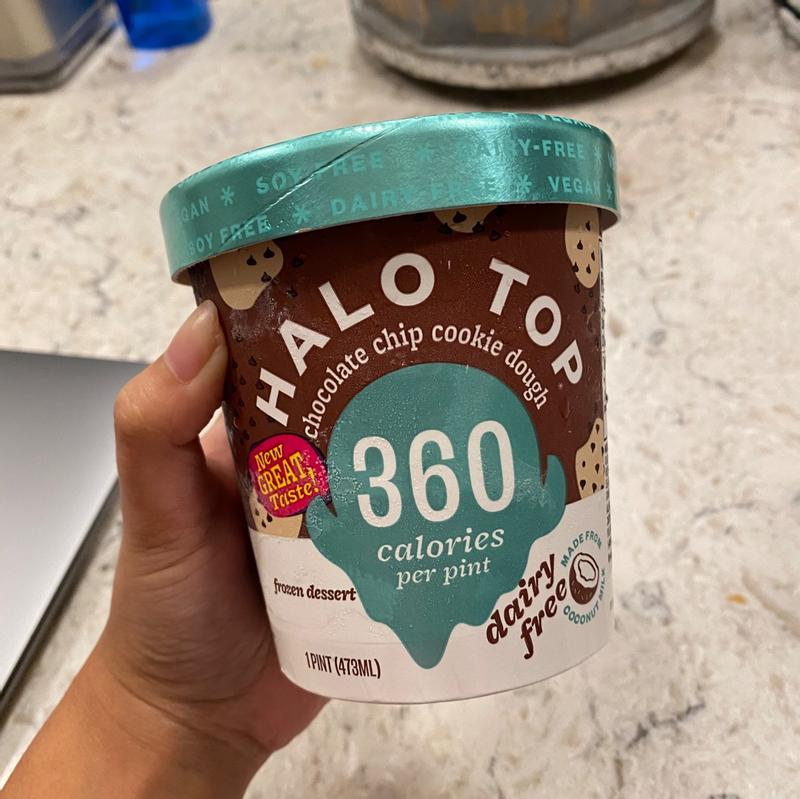 VEGAN
GAN * SOY FREE * DAIRY-FREE *
SOY FREE * DAIRY-FREE * VEGAN *
HALO TOP
chocolate chip cookie dough
360
calories
per pint
New
GREAT
Taste!
frozen dessert
dairy
free
MADE FROM
COCONUT MILK
1 PINT (473ML)